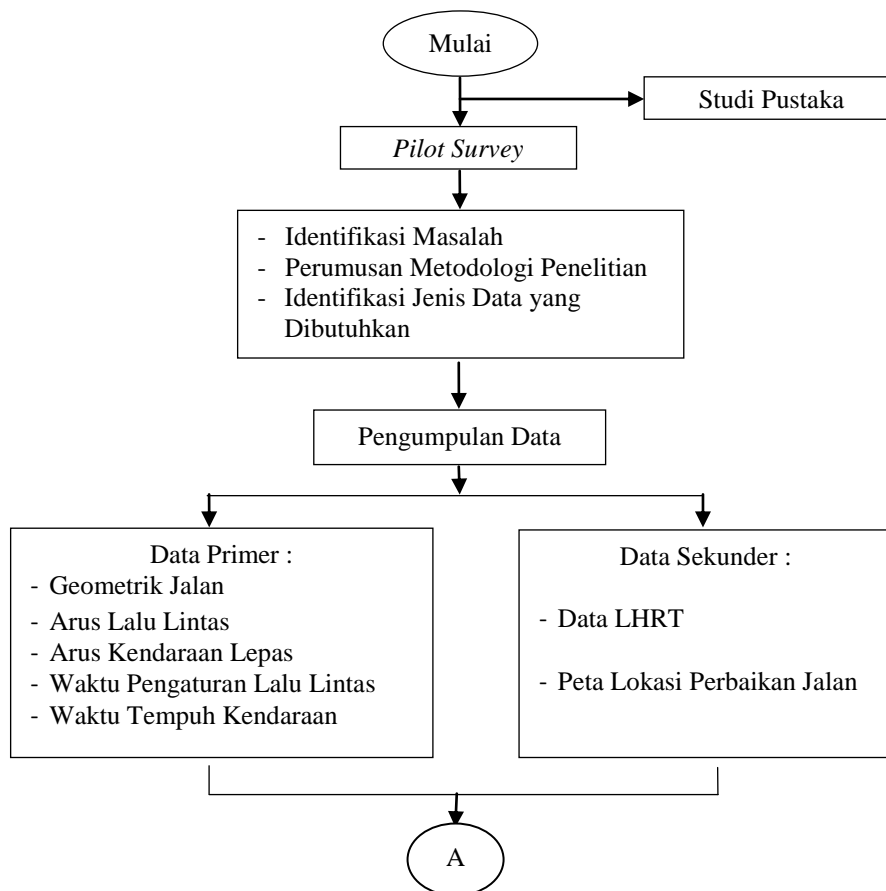 Mulai
Studi Pustaka
Pilot Survey
- Identifikasi Masalah
- Perumusan Metodologi Penelitian
- Identifikasi Jenis Data yang
Dibutuhkan
Pengumpulan Data
Data Primer :
- Geometrik Jalan
- Arus Lalu Lintas
- Arus Kendaraan Lepas
- Waktu Pengaturan Lalu Lintas
- Waktu Tempuh Kendaraan
Data Sekunder :
- Data LHRT
- Peta Lokasi Perbaikan Jalan
A